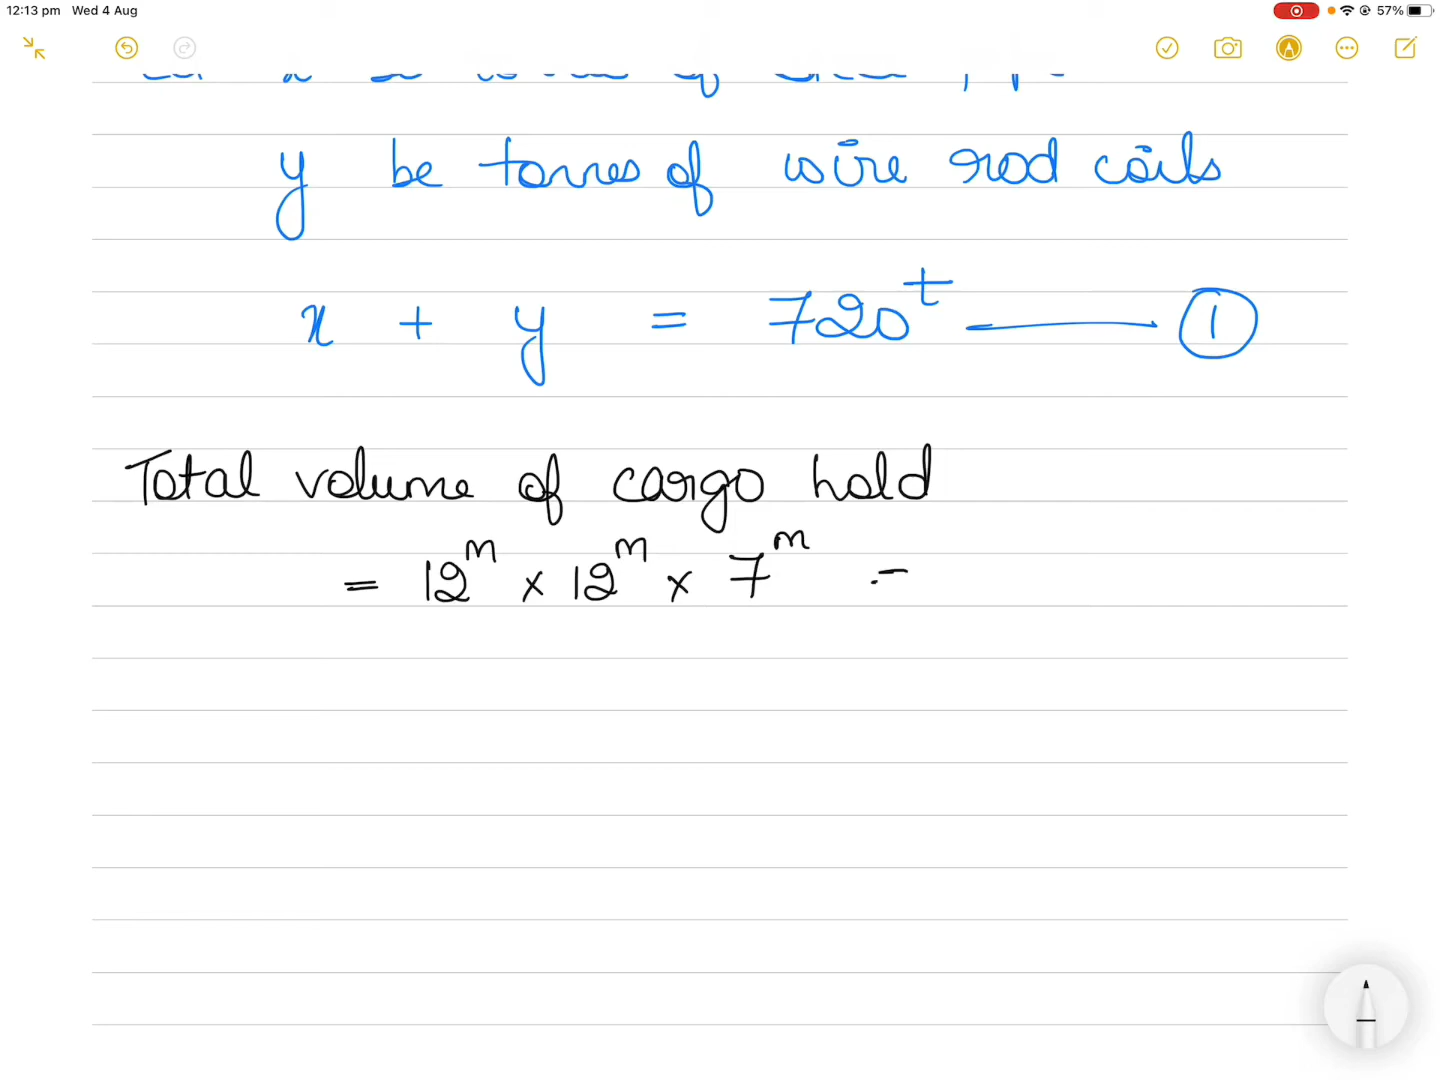 12:13 pm Wed 4 Aug 57%
y be tonnes of wire rod coils
x + y = 720ᵗ ——— ①
Total volume of cargo hold
= 12ᵐ × 12ᵐ × 7ᵐ =